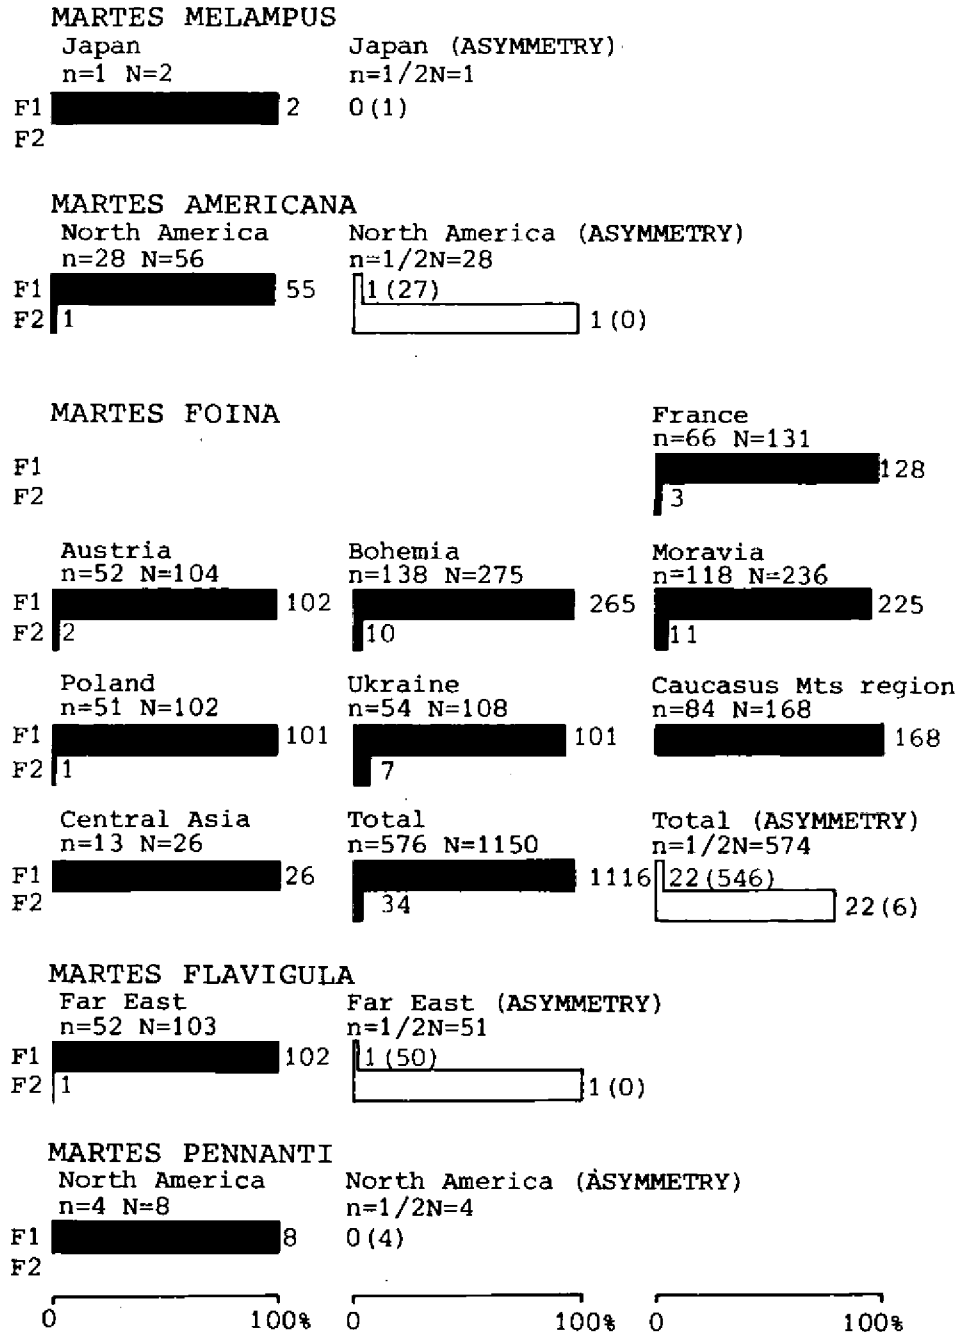 MARTES MELAMPUS
Japan Japan (ASYMMETRY)
n=1 N=2 n=1/2N=1
F1 2 0(1)
F2
MARTES AMERICANA
North America North America (ASYMMETRY)
n=28 N=56 n=1/2N=28
F1 55 1(27)
F2 1 1(0)
MARTES FOINA France
n=66 N=131
F1 128
F2 3
Austria Bohemia Moravia
n=52 N=104 n=138 N=275 n=118 N=236
F1 102 265 225
F2 2 10 11
Poland Ukraine Caucasus Mts region
n=51 N=102 n=54 N=108 n=84 N=168
F1 101 101 168
F2 1 7
Central Asia Total Total (ASYMMETRY)
n=13 N=26 n=576 N=1150 n=1/2N=574
F1 26 1116 22(546)
F2 34 22(6)
MARTES FLAVIGULA
Far East Far East (ASYMMETRY)
n=52 N=103 n=1/2N=51
F1 102 1(50)
F2 1 1(0)
MARTES PENNANTI
North America North America (ASYMMETRY)
n=4 N=8 n=1/2N=4
F1 8 0(4)
F2
0 100% 0 100% 0 100%